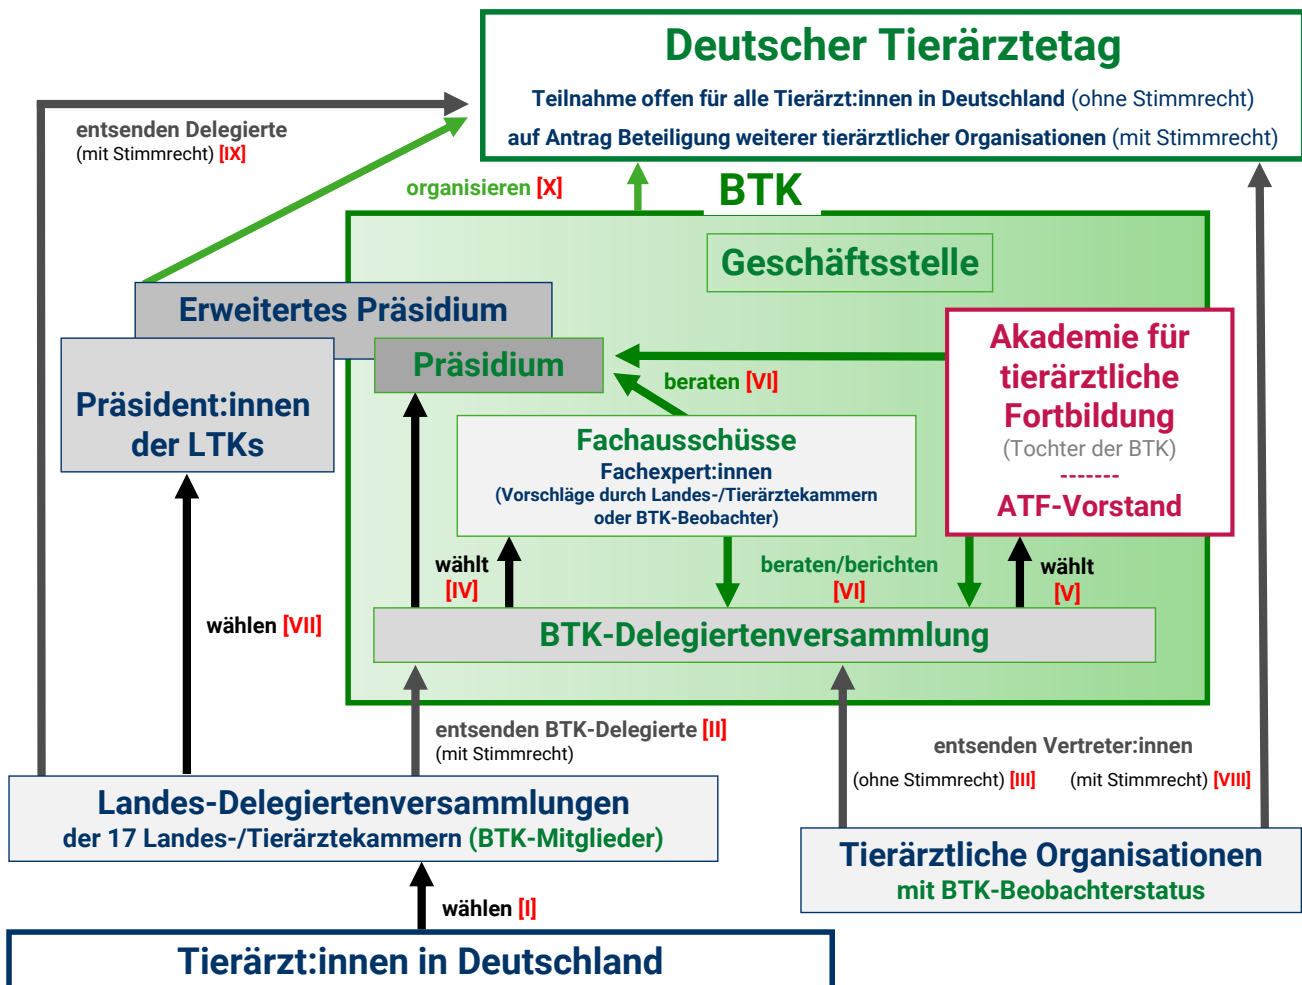 Deutscher Tierärztetag
Teilnahme offen für alle Tierärzt:innen in Deutschland (ohne Stimmrecht)
auf Antrag Beteiligung weiterer tierärztlicher Organisationen (mit Stimmrecht)
entsenden Delegierte
(mit Stimmrecht) [IX]
organisieren [X]
BTK
Geschäftsstelle
Erweitertes Präsidium
Präsidium
Präsident:innen
der LTKs
beraten [VI]
Akademie für
tierärztliche
Fortbildung
(Tochter der BTK)
-------
ATF-Vorstand
Fachausschüsse
Fachexpert:innen
(Vorschläge durch Landes-/Tierärztekammern
oder BTK-Beobachter)
wählt
[IV]
beraten/berichten
[VI]
wählt
[V]
wählen [VII]
BTK-Delegiertenversammlung
entsenden BTK-Delegierte [II]
(mit Stimmrecht)
entsenden Vertreter:innen
(ohne Stimmrecht) [III]
(mit Stimmrecht) [VIII]
Landes-Delegiertenversammlungen
der 17 Landes-/Tierärztekammern (BTK-Mitglieder)
Tierärztliche Organisationen
mit BTK-Beobachterstatus
wählen [I]
Tierärzt:innen in Deutschland